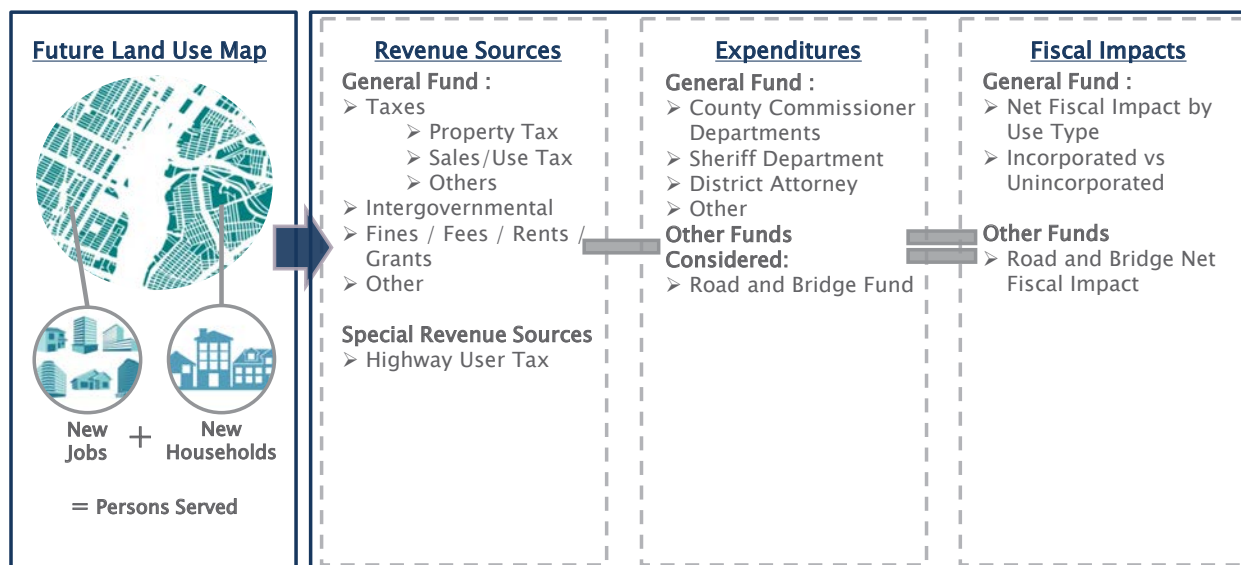 Future Land Use Map
New
Jobs
+
New
Households
= Persons Served
Revenue Sources
General Fund :
➢ Taxes
➢ Property Tax
➢ Sales/Use Tax
➢ Others
➢ Intergovernmental
➢ Fines / Fees / Rents /
Grants
➢ Other
Special Revenue Sources
➢ Highway User Tax
Expenditures
General Fund :
➢ County Commissioner
Departments
➢ Sheriff Department
➢ District Attorney
➢ Other
Other Funds
Considered:
➢ Road and Bridge Fund
Fiscal Impacts
General Fund :
➢ Net Fiscal Impact by
Use Type
➢ Incorporated vs
Unincorporated
Other Funds
➢ Road and Bridge Net
Fiscal Impact